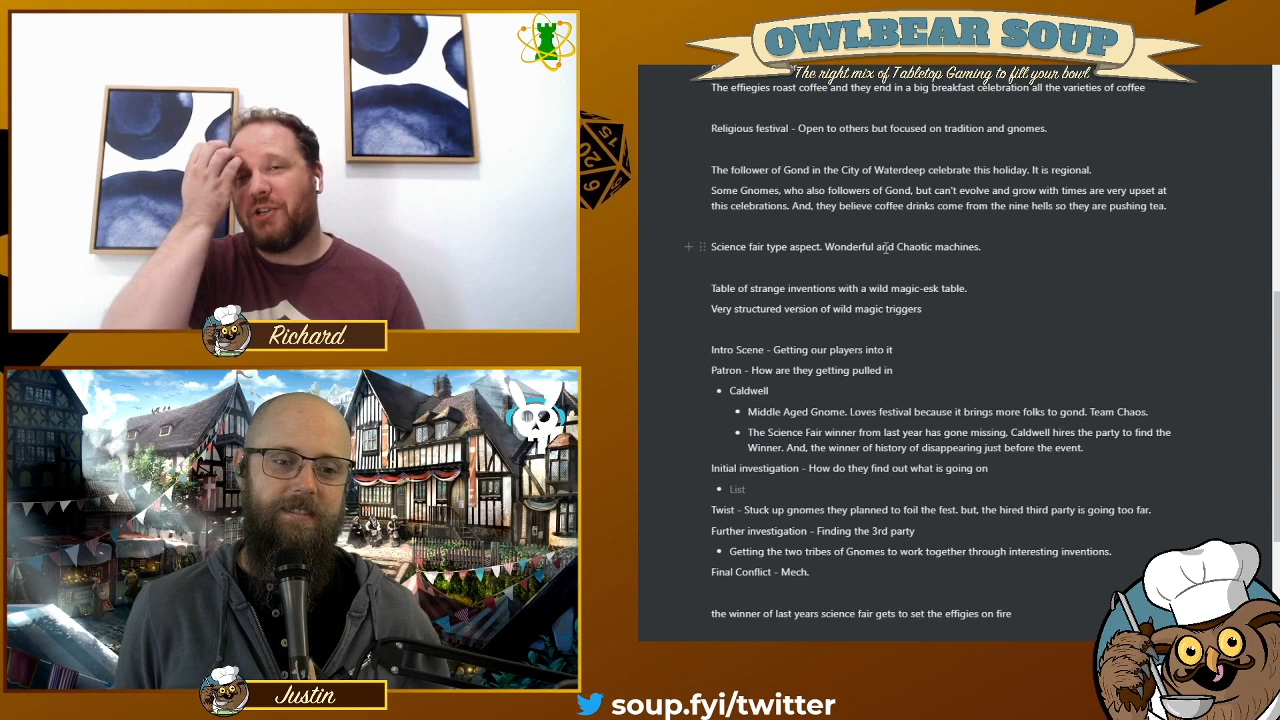 OWLBEAR SOUP
The right mix of Tabletop Gaming to fill your bowl
The effiegies roast coffee and they end in a big breakfast celebration all the varieties of coffee
Religious festival - Open to others but focused on tradition and gnomes.
The follower of Gond in the City of Waterdeep celebrate this holiday. It is regional.
Some Gnomes, who also followers of Gond, but can't evolve and grow with times are very upset at
this celebrations. And, they believe coffee drinks come from the nine hells so they are pushing tea.
Science fair type aspect. Wonderful and Chaotic machines.
Table of strange inventions with a wild magic-esk table.
Very structured version of wild magic triggers
Intro Scene - Getting our players into it
Patron - How are they getting pulled in
Caldwell
Middle Aged Gnome. Loves festival because it brings more folks to gond. Team Chaos.
The Science Fair winner from last year has gone missing, Caldwell hires the party to find the
Winner. And, the winner of history of disappearing just before the event.
Initial investigation - How do they find out what is going on
List
Twist - Stuck up gnomes they planned to foil the fest. but, the hired third party is going too far.
Further investigation - Finding the 3rd party
Getting the two tribes of Gnomes to work together through interesting inventions.
Final Conflict - Mech.
the winner of last years science fair gets to set the effigies on fire
15
20
Richard
Justin
soup.fyi/twitter